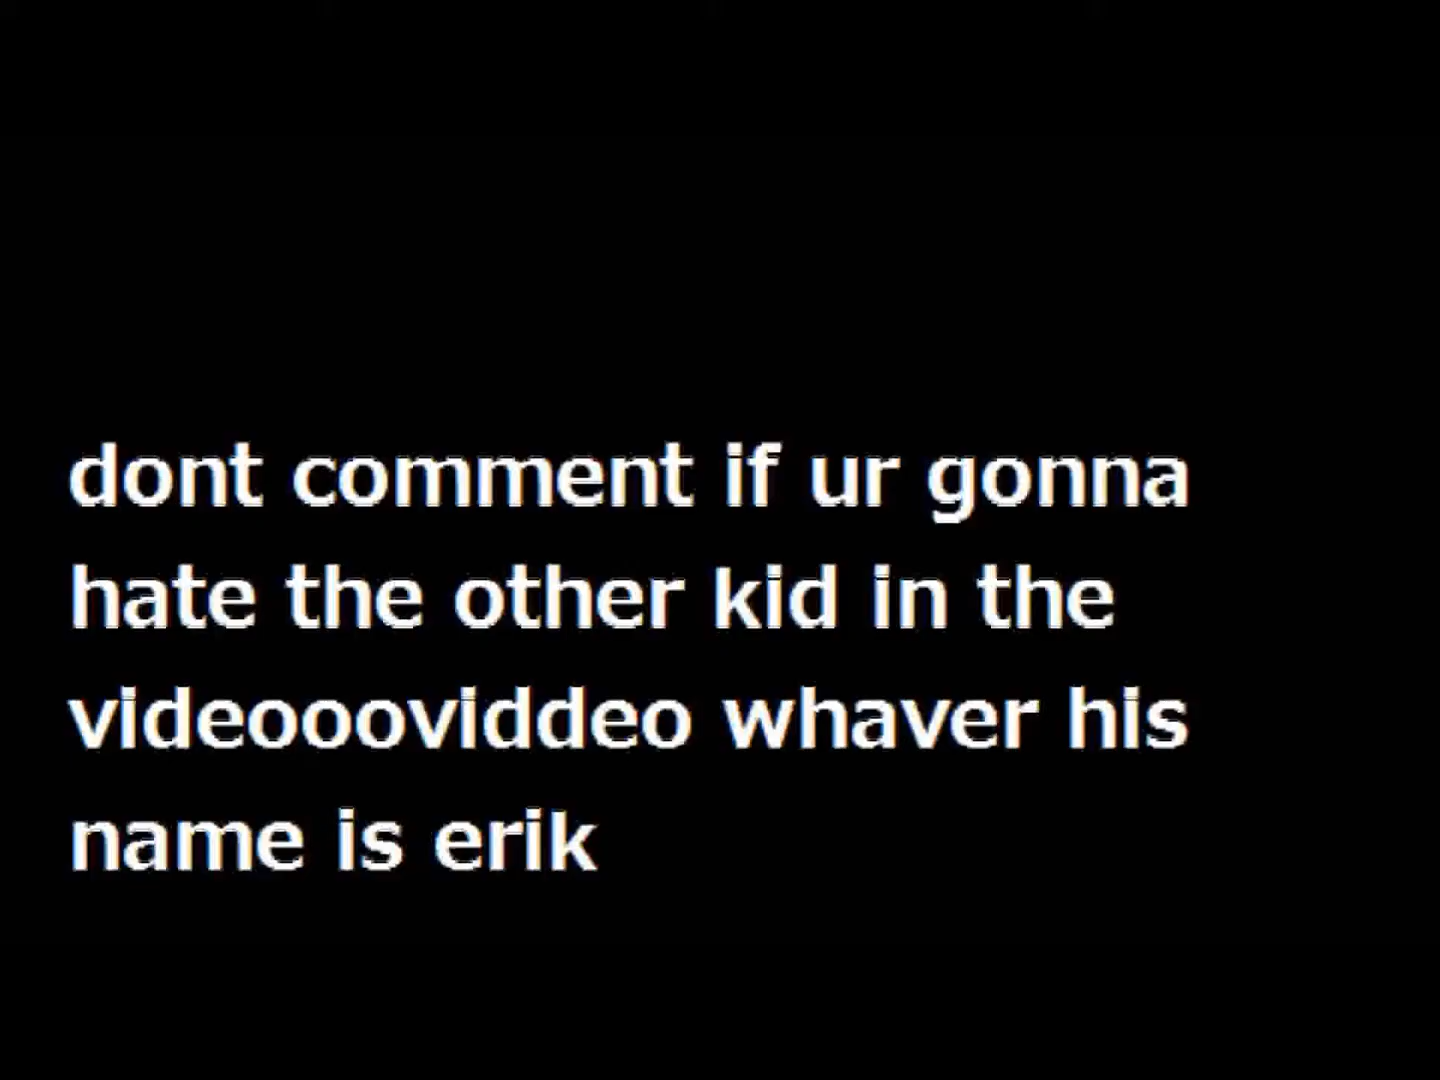 dont comment if ur gonna
hate the other kid in the
videoooviddeo whaver his
name is erik